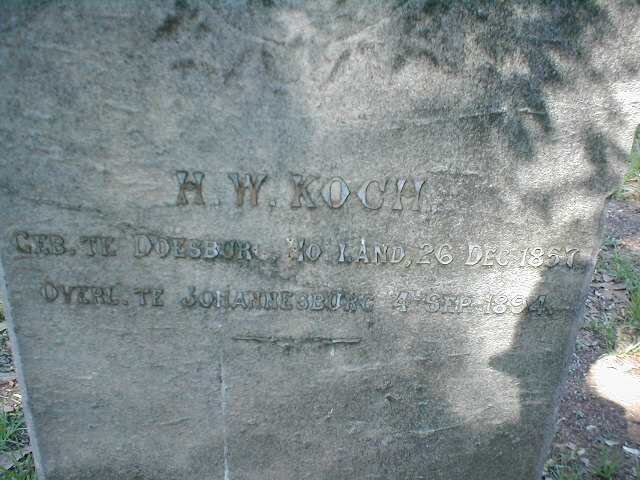 H. W. KOCH.
GEB. TE DOESBURG, HOLLAND, 26 DEC. 1857
OVERL. TE JOHANNESBURG 4 SEP. 1894.